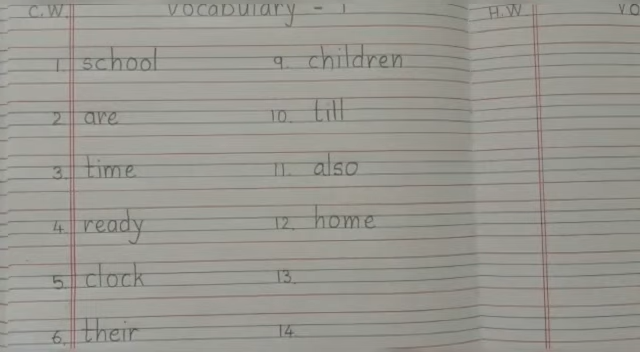 C.W. Vocabulary - 1 H.W.
1. school 9. children
2. are 10. till
3. time 11. also
4. ready 12. home
5. clock 13.
6. their 14.